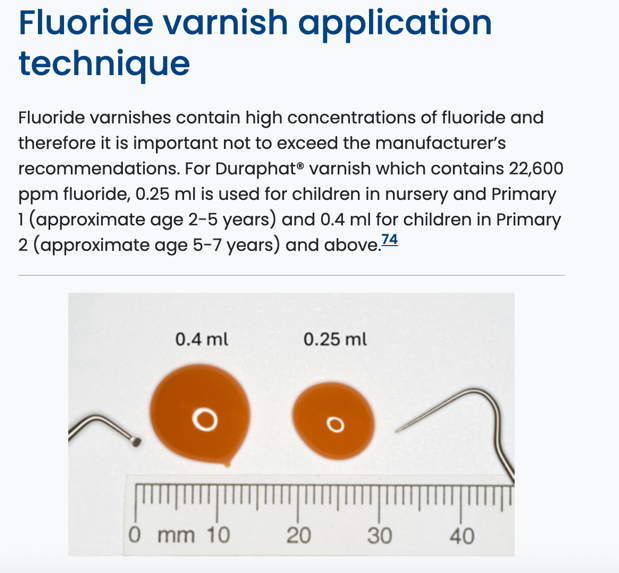 Fluoride varnish application
technique
Fluoride varnishes contain high concentrations of fluoride and
therefore it is important not to exceed the manufacturer's
recommendations. For Duraphat® varnish which contains 22,600
ppm fluoride, 0.25 ml is used for children in nursery and Primary
1 (approximate age 2-5 years) and 0.4 ml for children in Primary
2 (approximate age 5-7 years) and above.74
0.4 ml 0.25 ml
0 mm 10 20 30 40